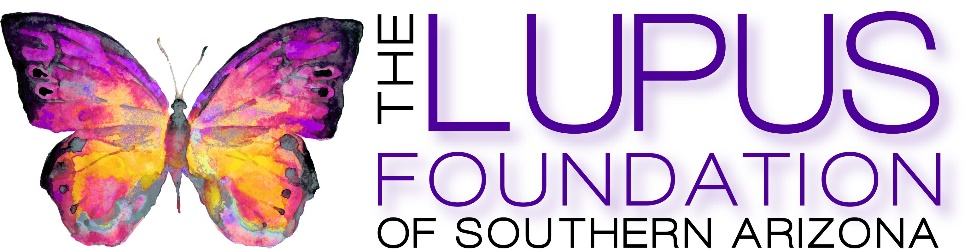 THE LUPUS
FOUNDATION
OF SOUTHERN ARIZONA